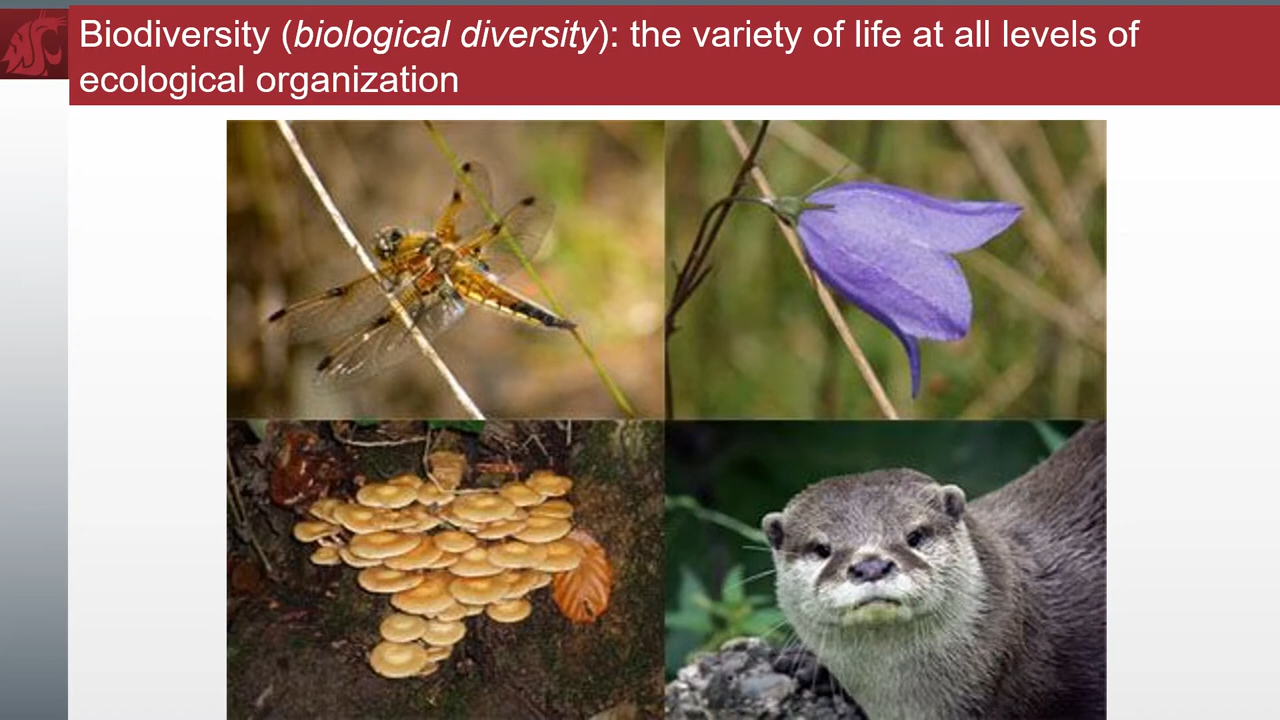 Biodiversity (biological diversity): the variety of life at all levels of
ecological organization